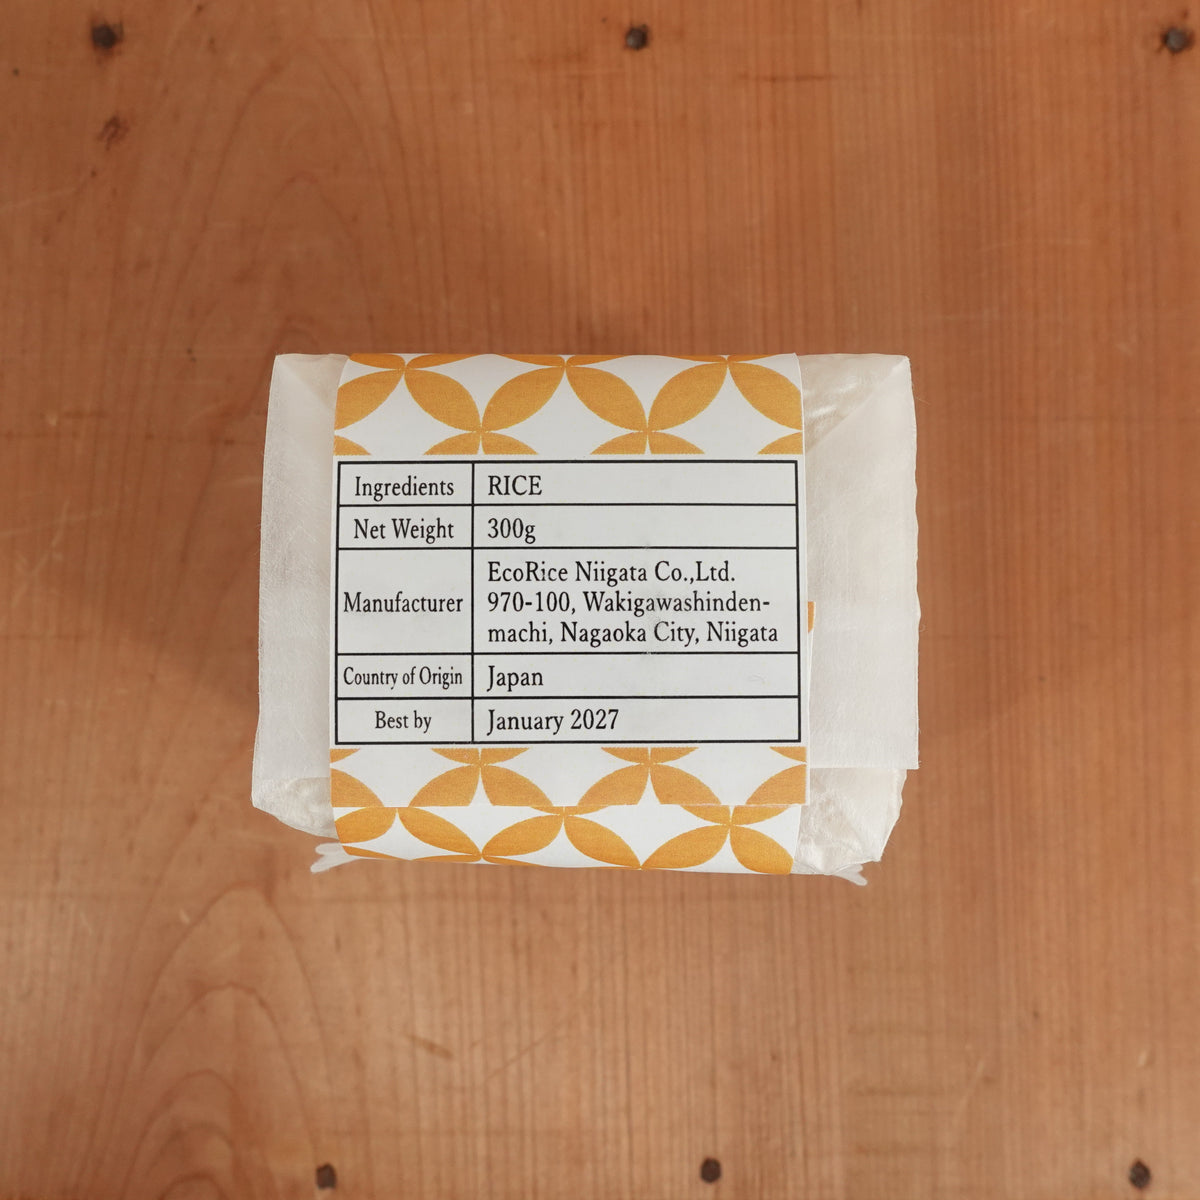 Ingredients RICE
Net Weight 300g
Manufacturer EcoRice Niigata Co.,Ltd.
970-100, Wakigawashinden-
machi, Nagaoka City, Niigata
Country of Origin Japan
Best by January 2027